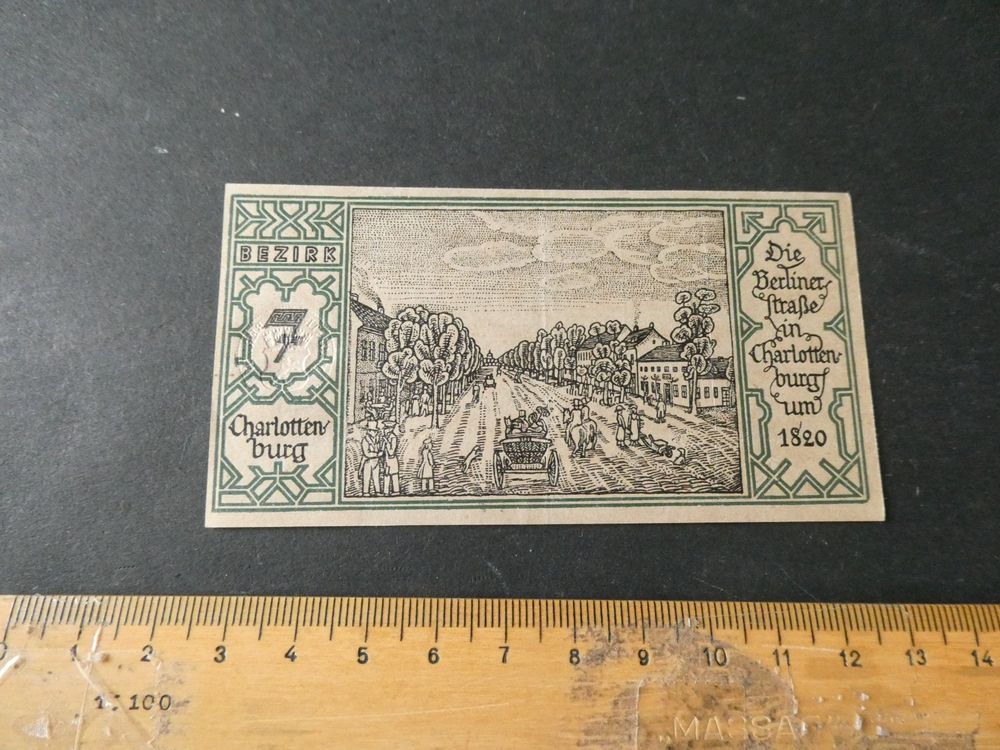 BEZIRK
7
Charlotten-
burg
Die
Berliner-
straße
in
Charlotten-
burg
um
1820
0 1 2 3 4 5 6 7 8 9 10 11 12 13 14
1:100
"MASSA